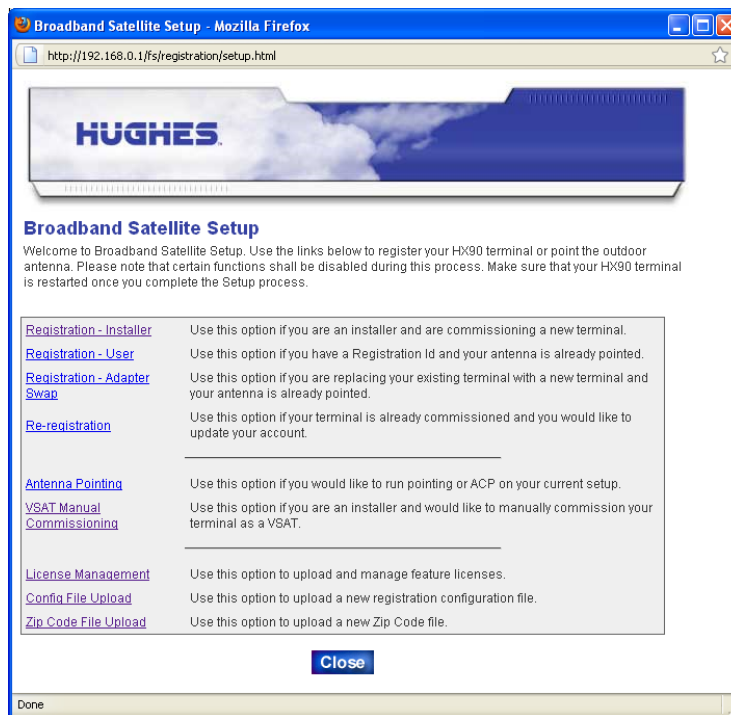 Broadband Satellite Setup - Mozilla Firefox
http://192.168.0.1/fs/registration/setup.html
HUGHES.
Broadband Satellite Setup
Welcome to Broadband Satellite Setup. Use the links below to register your HX90 terminal or point the outdoor
antenna. Please note that certain functions shall be disabled during this process. Make sure that your HX90 terminal
is restarted once you complete the Setup process.
Registration - Installer Use this option if you are an installer and are commissioning a new terminal.
Registration - User Use this option if you have a Registration Id and your antenna is already pointed.
Registration - Adapter Use this option if you are replacing your existing terminal with a new terminal and
Swap your antenna is already pointed.
Re-registration Use this option if your terminal is already commissioned and you would like to
update your account.
Antenna Pointing Use this option if you would like to run pointing or ACP on your current setup.
VSAT Manual Use this option if you are an installer and would like to manually commission your
Commissioning terminal as a VSAT.
License Management Use this option to upload and manage feature licenses.
Config File Upload Use this option to upload a new registration configuration file.
Zip Code File Upload Use this option to upload a new Zip Code file.
Close
Done